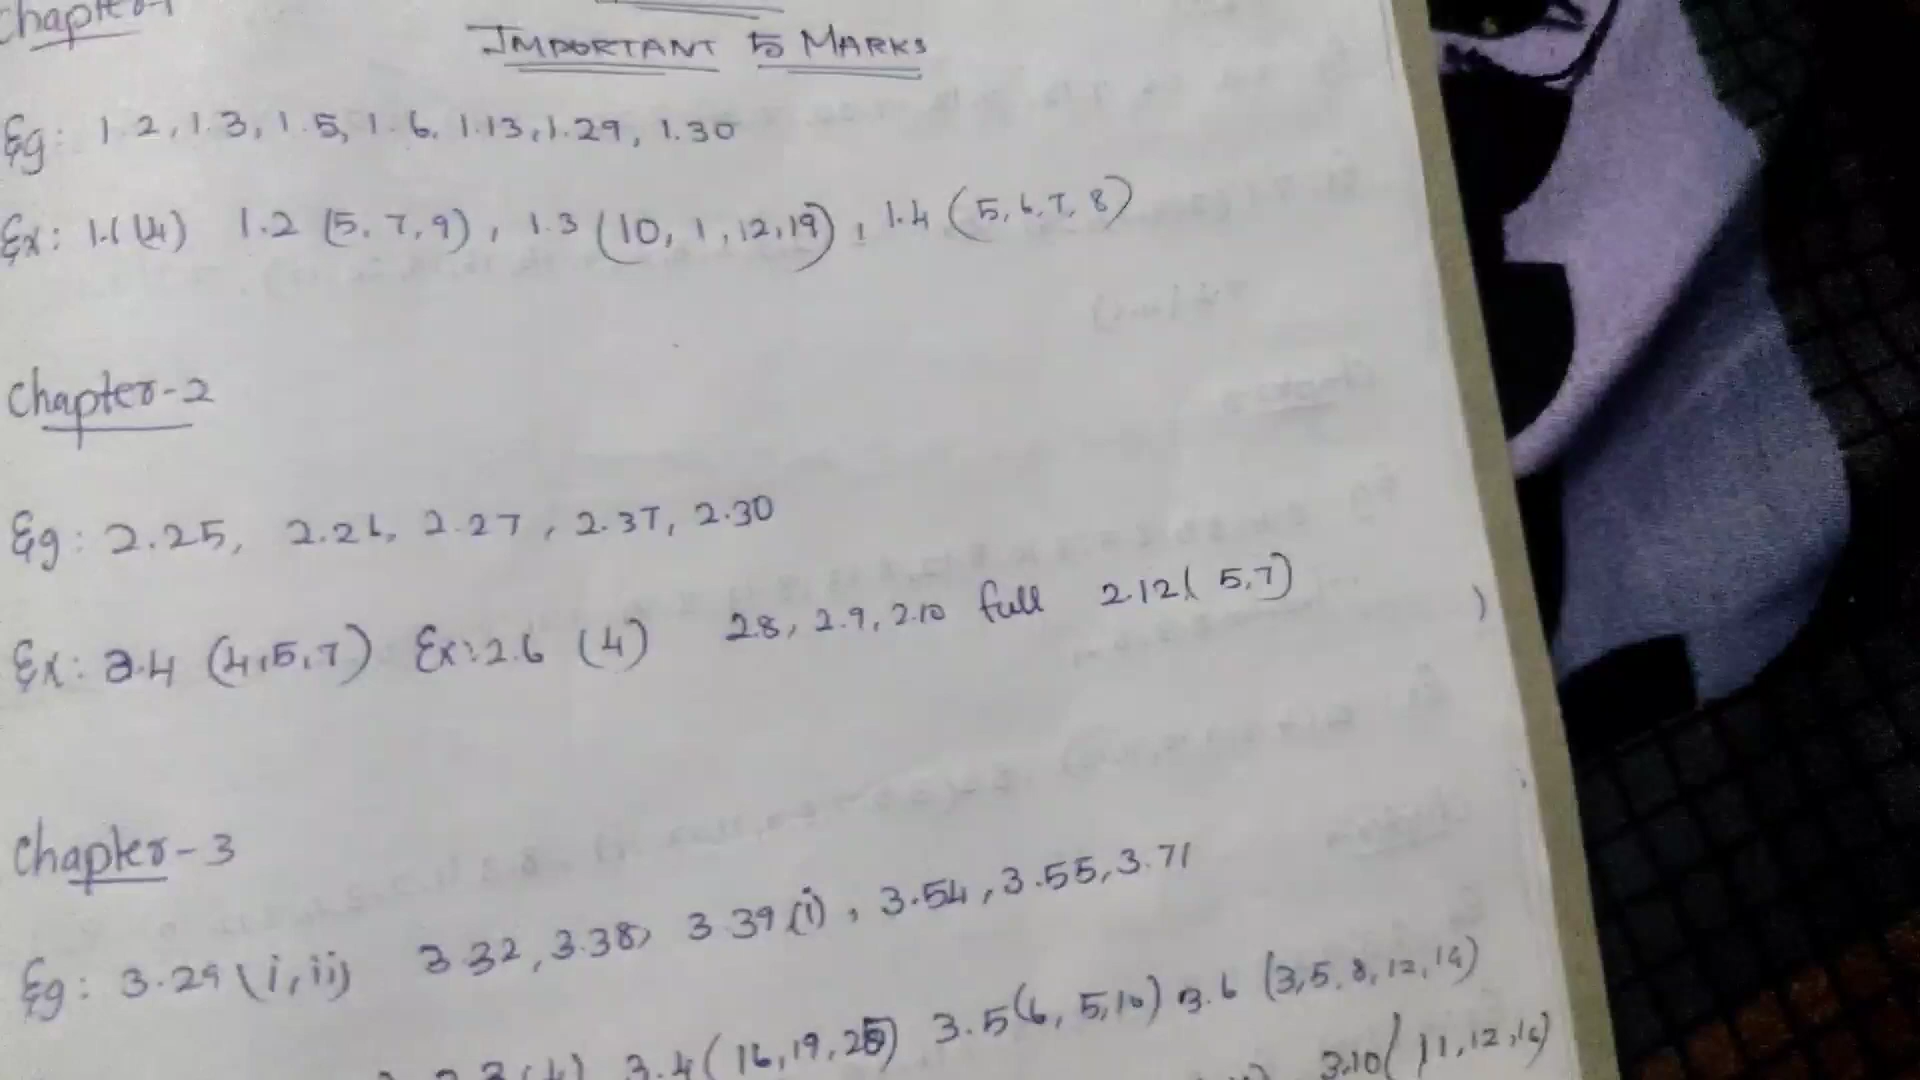 Chapter-1
IMPORTANT 5 MARKS
Eg: 1.2, 1.3, 1.5, 1.6, 1.13, 1.29, 1.30
Ex: 1.1 (4) 1.2 (5, 7, 9), 1.3 (10, 1, 12, 19), 1.4 (5, 6, 7, 8)
Chapter-2
Eg: 2.25, 2.26, 2.27, 2.37, 2.30
Ex: 2.4 (4,5,7) Ex: 2.6 (4) 2.8, 2.9, 2.10 full 2.12( 5,7)
Chapter-3
Eg: 3.29 (i, ii) 3.32, 3.38, 3.39 (i), 3.54, 3.55, 3.71
3.4 (16, 19, 25) 3.5 (6, 5, 10) 3.6 (3, 5, 8, 12, 14)
3.10( 11, 12, 14)